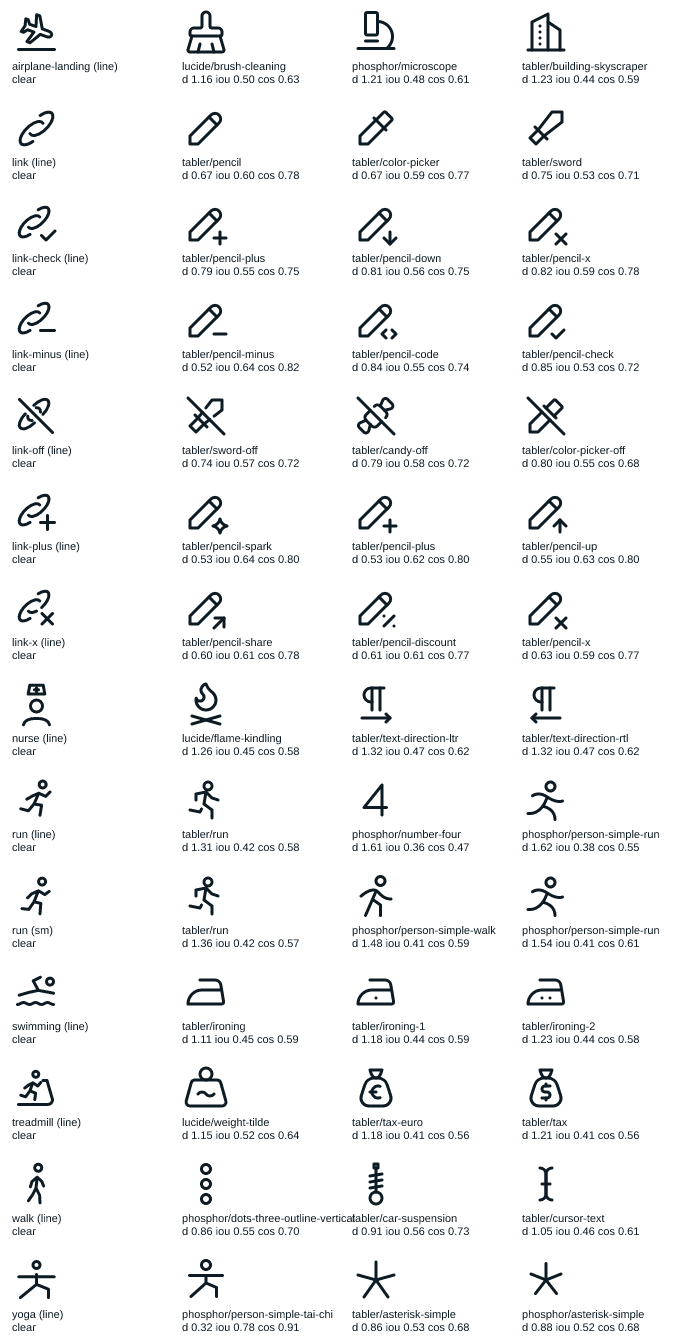 airplane-landing (line) lucide/brush-cleaning phosphor/microscope tabler/building-skyscraper
clear d 1.16 iou 0.50 cos 0.63 d 1.21 iou 0.48 cos 0.61 d 1.23 iou 0.44 cos 0.59
link (line) tabler/pencil tabler/color-picker tabler/sword
clear d 0.67 iou 0.60 cos 0.78 d 0.67 iou 0.59 cos 0.77 d 0.75 iou 0.53 cos 0.71
link-check (line) tabler/pencil-plus tabler/pencil-down tabler/pencil-x
clear d 0.79 iou 0.55 cos 0.75 d 0.81 iou 0.56 cos 0.75 d 0.82 iou 0.59 cos 0.78
link-minus (line) tabler/pencil-minus tabler/pencil-code tabler/pencil-check
clear d 0.52 iou 0.64 cos 0.82 d 0.84 iou 0.55 cos 0.74 d 0.85 iou 0.53 cos 0.72
link-off (line) tabler/sword-off tabler/candy-off tabler/color-picker-off
clear d 0.74 iou 0.57 cos 0.72 d 0.79 iou 0.58 cos 0.72 d 0.80 iou 0.55 cos 0.68
link-plus (line) tabler/pencil-spark tabler/pencil-plus tabler/pencil-up
clear d 0.53 iou 0.64 cos 0.80 d 0.53 iou 0.62 cos 0.80 d 0.55 iou 0.63 cos 0.80
link-x (line) tabler/pencil-share tabler/pencil-discount tabler/pencil-x
clear d 0.60 iou 0.61 cos 0.78 d 0.61 iou 0.61 cos 0.77 d 0.63 iou 0.59 cos 0.77
nurse (line) lucide/flame-kindling tabler/text-direction-ltr tabler/text-direction-rtl
clear d 1.26 iou 0.45 cos 0.58 d 1.32 iou 0.47 cos 0.62 d 1.32 iou 0.47 cos 0.62
run (line) tabler/run phosphor/number-four phosphor/person-simple-run
clear d 1.31 iou 0.42 cos 0.58 d 1.61 iou 0.36 cos 0.47 d 1.62 iou 0.38 cos 0.55
run (sm) tabler/run phosphor/person-simple-walk phosphor/person-simple-run
clear d 1.36 iou 0.42 cos 0.57 d 1.48 iou 0.41 cos 0.59 d 1.54 iou 0.41 cos 0.61
swimming (line) tabler/ironing tabler/ironing-1 tabler/ironing-2
clear d 1.11 iou 0.45 cos 0.59 d 1.18 iou 0.44 cos 0.59 d 1.23 iou 0.44 cos 0.58
treadmill (line) lucide/weight-tilde tabler/tax-euro tabler/tax
clear d 1.15 iou 0.52 cos 0.64 d 1.18 iou 0.41 cos 0.56 d 1.21 iou 0.41 cos 0.56
walk (line) phosphor/dots-three-outline-vertical tabler/car-suspension tabler/cursor-text
clear d 0.86 iou 0.55 cos 0.70 d 0.91 iou 0.56 cos 0.73 d 1.05 iou 0.46 cos 0.61
yoga (line) phosphor/person-simple-tai-chi tabler/asterisk-simple phosphor/asterisk-simple
clear d 0.32 iou 0.78 cos 0.91 d 0.86 iou 0.53 cos 0.68 d 0.88 iou 0.52 cos 0.68